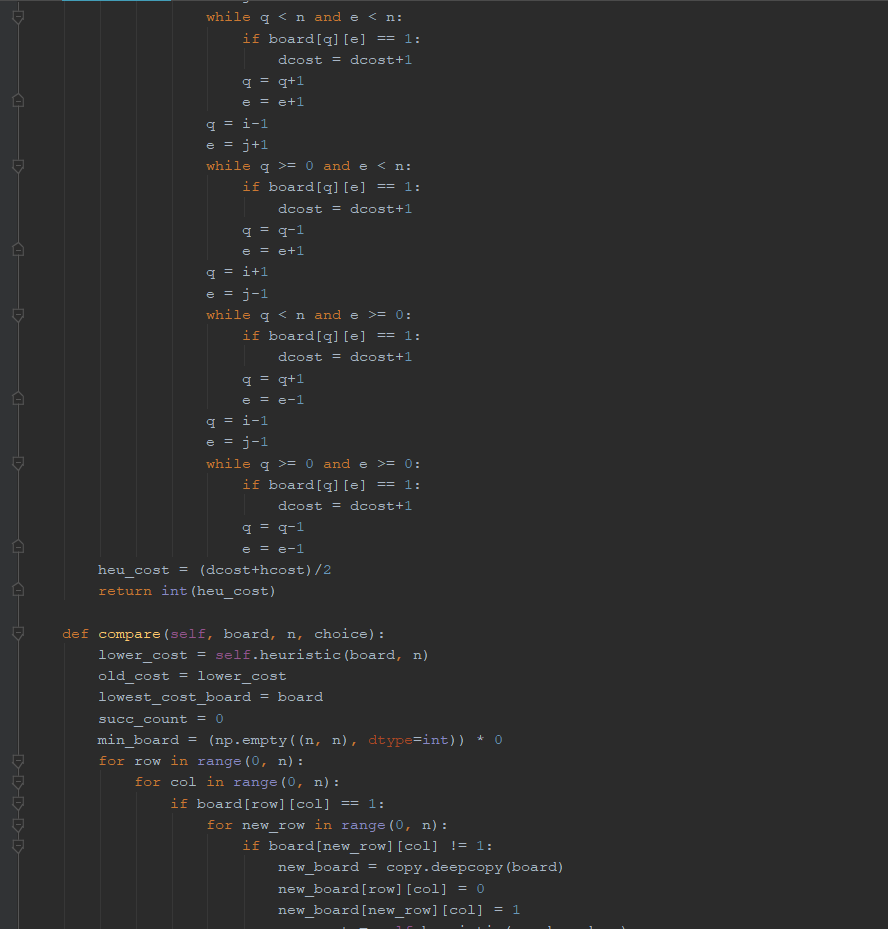 while q < n and e < n:
if board[q][e] == 1:
dcost = dcost+1
q = q+1
e = e+1
q = i-1
e = j+1
while q >= 0 and e < n:
if board[q][e] == 1:
dcost = dcost+1
q = q-1
e = e+1
q = i+1
e = j-1
while q < n and e >= 0:
if board[q][e] == 1:
dcost = dcost+1
q = q+1
e = e-1
q = i-1
e = j-1
while q >= 0 and e >= 0:
if board[q][e] == 1:
dcost = dcost+1
q = q-1
e = e-1
heu_cost = (dcost+hcost)/2
return int(heu_cost)
def compare(self, board, n, choice):
lower_cost = self.heuristic(board, n)
old_cost = lower_cost
lowest_cost_board = board
succ_count = 0
min_board = (np.empty((n, n), dtype=int)) * 0
for row in range(0, n):
for col in range(0, n):
if board[row][col] == 1:
for new_row in range(0, n):
if board[new_row][col] != 1:
new_board = copy.deepcopy(board)
new_board[row][col] = 0
new_board[new_row][col] = 1